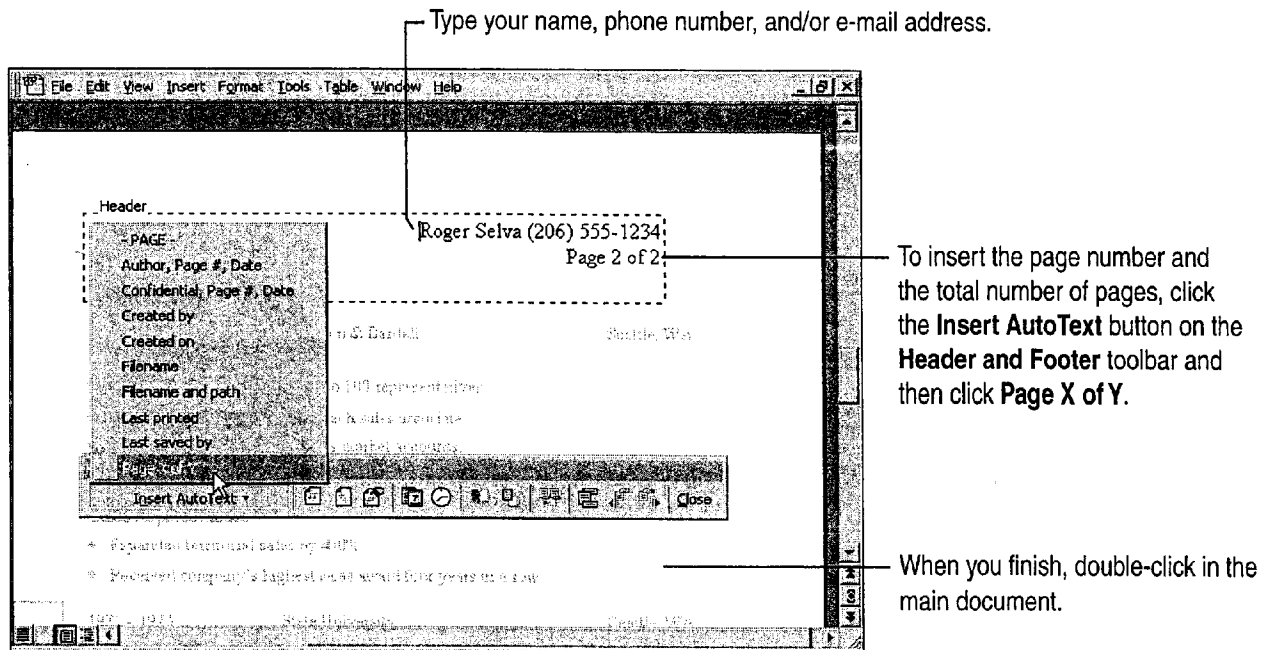 Type your name, phone number, and/or e-mail address.
File Edit View Insert Format Tools Table Window Help
Header
Roger Selva (206) 555-1234
Page 2 of 2
- PAGE -
Author, Page #, Date
Confidential, Page #, Date
Created by
Created on
Filename
Filename and path
Last printed
Last saved by
Insert AutoText
Close
To insert the page number and
the total number of pages, click
the Insert AutoText button on the
Header and Footer toolbar and
then click Page X of Y.
When you finish, double-click in the
main document.